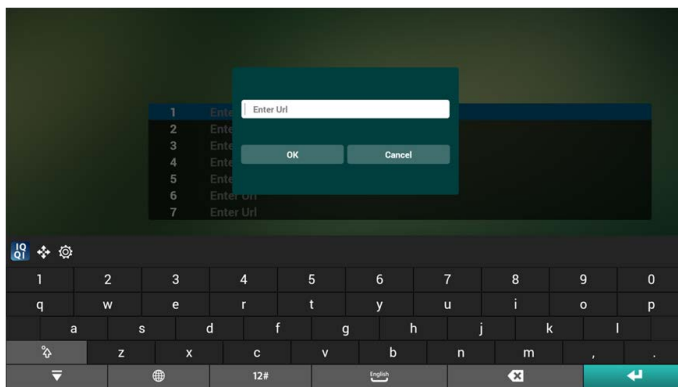 Enter Url
OK Cancel
1 Ente
2 Ente
3 Ente
4 Ente
5 Ente
6 Enter Url
7 Enter Url
IQQI
1 2 3 4 5 6 7 8 9 0
q w e r t y u i o p
a s d f g h j k l
z x c v b n m , .
12# English